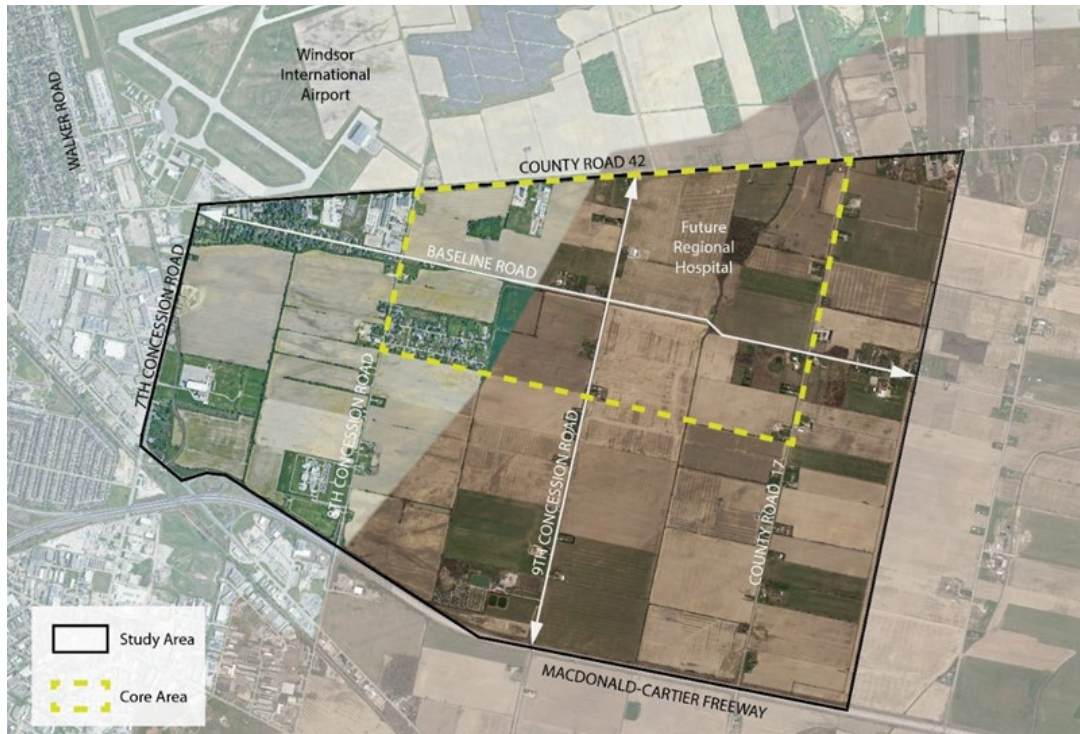 Windsor
International
Airport
WALKER ROAD
COUNTY ROAD 42
Future
Regional
Hospital
BASELINE ROAD
7TH CONCESSION ROAD
8TH CONCESSION ROAD
9TH CONCESSION ROAD
COUNTY ROAD 17
MACDONALD-CARTIER FREEWAY
Study Area
Core Area